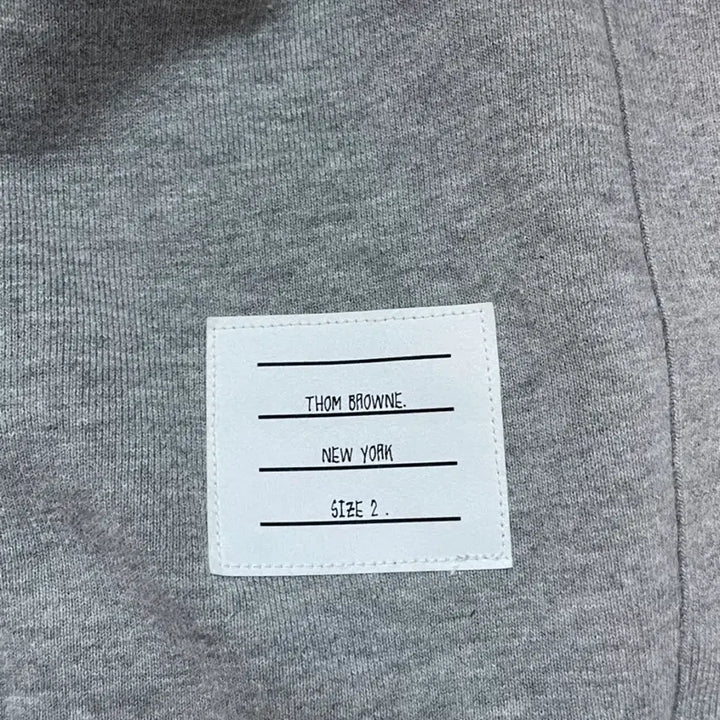 THOM BROWNE.
NEW YORK
SIZE 2 .